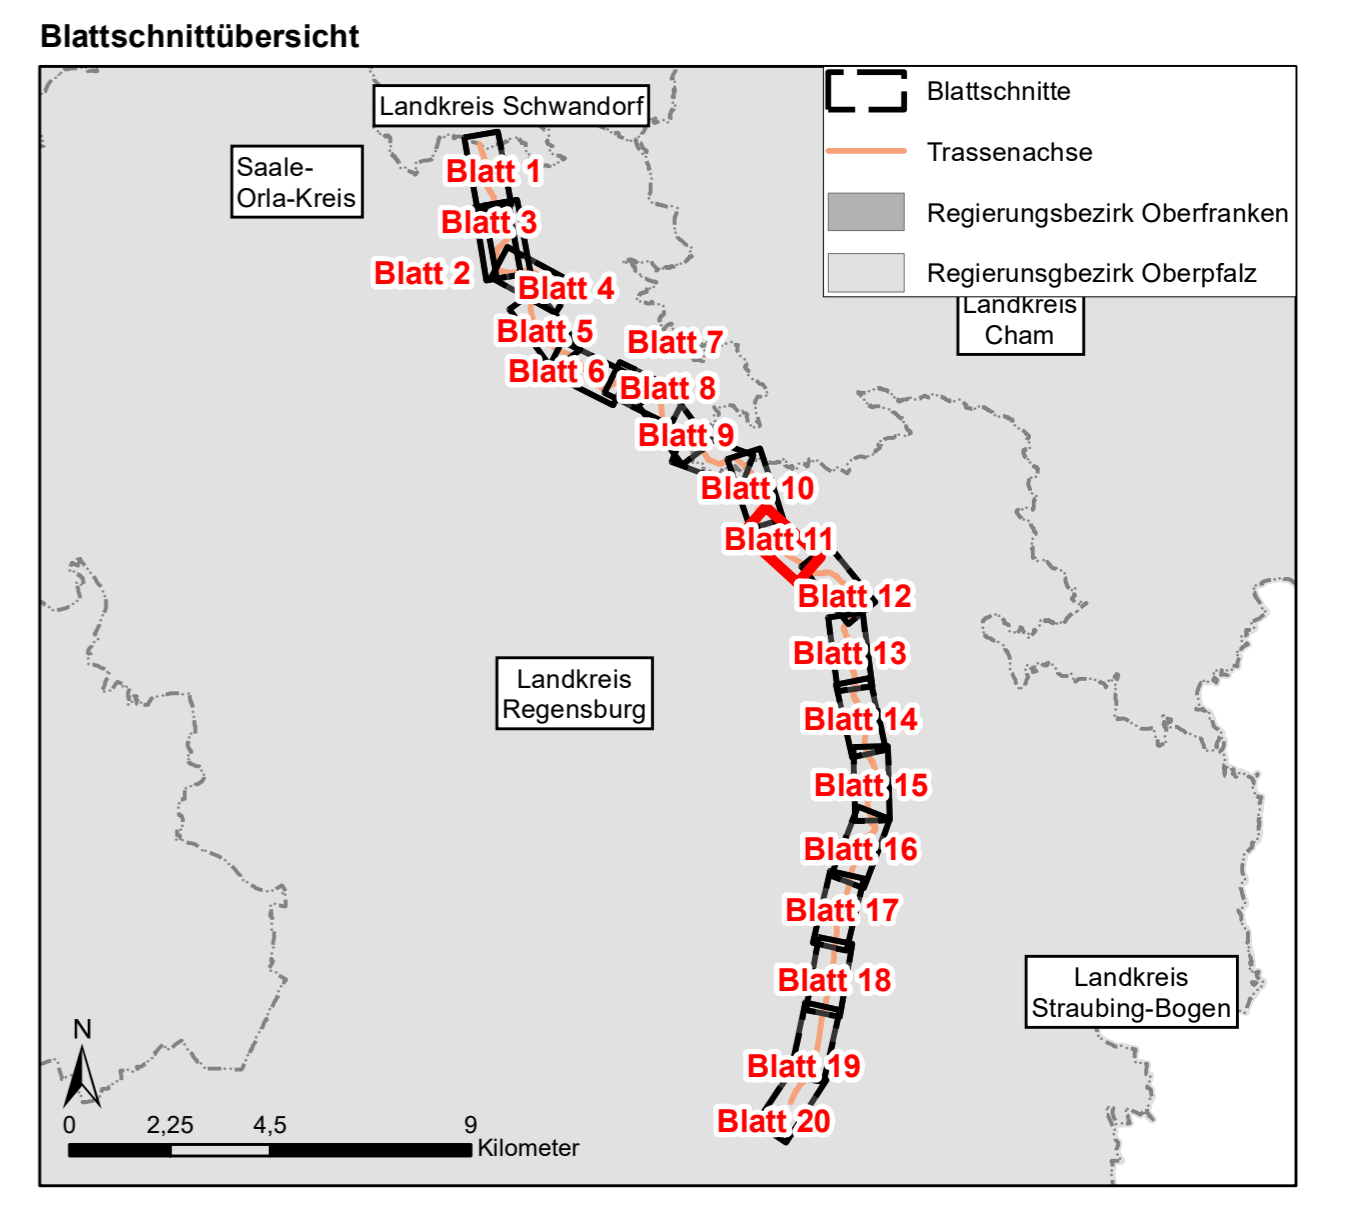 Blattschnittübersicht
Landkreis Schwandorf
Saale-
Orla-Kreis
Blattschnitte
Trassenachse
Regierungsbezirk Oberfranken
Regierunsgbezirk Oberpfalz
Landkreis
Cham
Blatt 1
Blatt 3
Blatt 2
Blatt 4
Blatt 5
Blatt 7
Blatt 6
Blatt 8
Blatt 9
Blatt 10
Blatt 11
Blatt 12
Blatt 13
Landkreis
Regensburg
Blatt 14
Blatt 15
Blatt 16
Blatt 17
Blatt 18
Landkreis
Straubing-Bogen
Blatt 19
Blatt 20
N
0 2,25 4,5 9
Kilometer